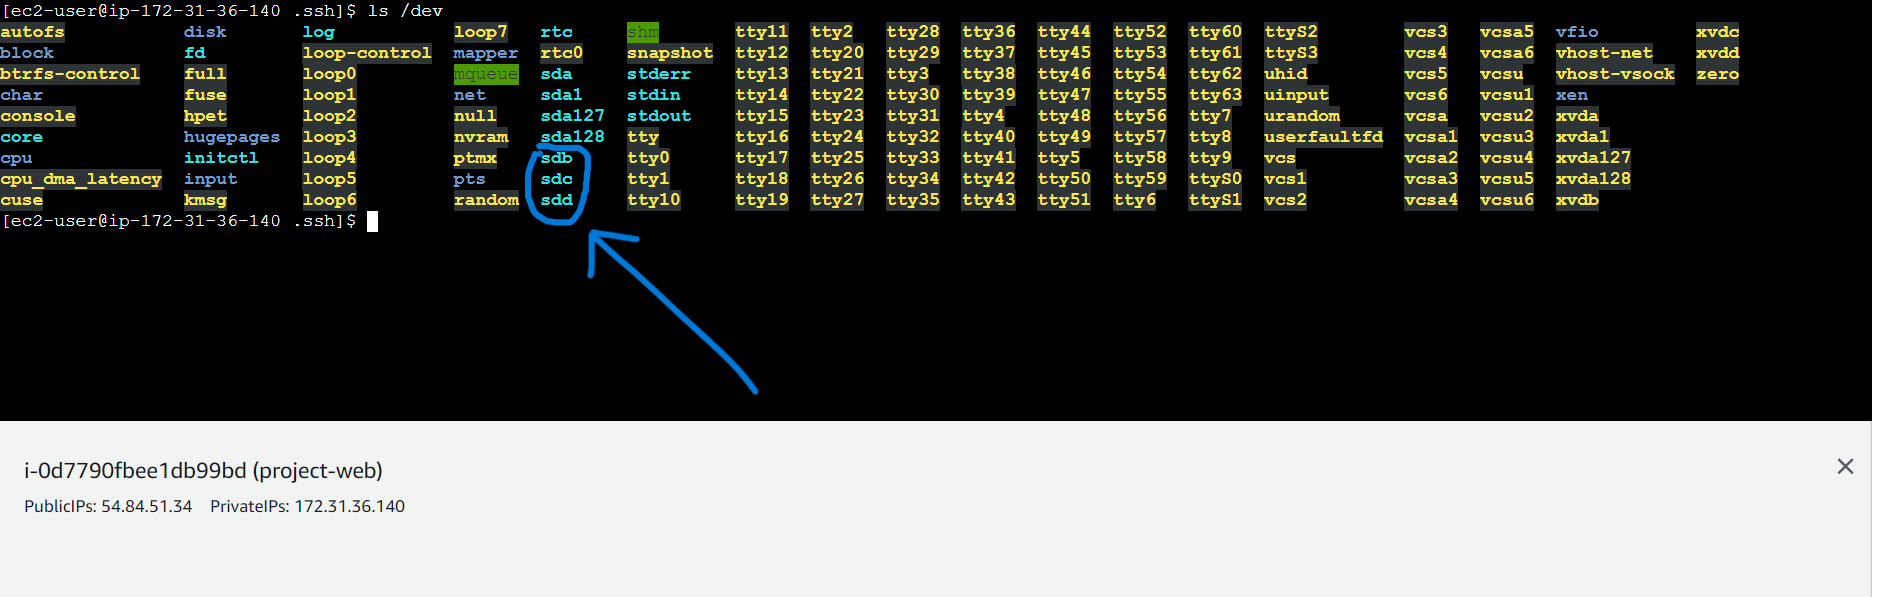 [ec2-user@ip-172-31-36-140 .ssh]$ ls /dev
autofs disk log loop7 rtc shm tty11 tty2 tty28 tty36 tty44 tty52 tty60 ttyS2 vcs3 vcsa5 vfio xvdc
block fd loop-control mapper rtc0 snapshot tty12 tty20 tty29 tty37 tty45 tty53 tty61 ttyS3 vcs4 vcsa6 vhost-net xvdd
btrfs-control full loop0 mqueue sda stderr tty13 tty21 tty3 tty38 tty46 tty54 tty62 uhid vcs5 vcsu vhost-vsock zero
char fuse loop1 net sda1 stdin tty14 tty22 tty30 tty39 tty47 tty55 tty63 uinput vcs6 vcsu1 xen
console hpet loop2 null sda127 stdout tty15 tty23 tty31 tty4 tty48 tty56 tty7 urandom vcsa vcsu2 xvda
core hugepages loop3 nvram sda128 tty tty16 tty24 tty32 tty40 tty49 tty57 tty8 userfaultfd vcsa1 vcsu3 xvda1
cpu initctl loop4 ptmx sdb tty0 tty17 tty25 tty33 tty41 tty5 tty58 tty9 vcs vcsa2 vcsu4 xvda127
cpu_dma_latency input loop5 pts sdc tty1 tty18 tty26 tty34 tty42 tty50 tty59 ttyS0 vcs1 vcsa3 vcsu5 xvda128
cuse kmsg loop6 random sdd tty10 tty19 tty27 tty35 tty43 tty51 tty6 ttyS1 vcs2 vcsa4 vcsu6 xvdb
[ec2-user@ip-172-31-36-140 .ssh]$
i-0d7790fbee1db99bd (project-web)
PublicIPs: 54.84.51.34 PrivateIPs: 172.31.36.140